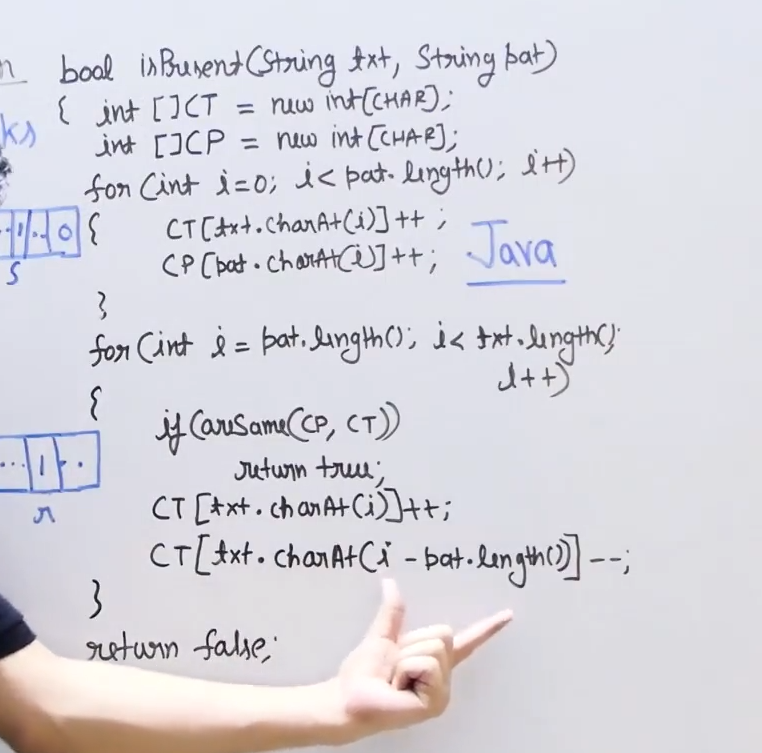 n bool isPresent(String txt, String pat)
{ int []CT = new int[CHAR];
ks int []CP = new int[CHAR];
for (int i=0; i< pat.length(); i++)
{ CT[txt.charAt(i)]++ ;
CP[pat.charAt(i)]++;
Java
...|1|..|0
S
}
for (int i = pat.length(); i< txt.length();
i++)
{
if (areSame(CP, CT))
return true;
CT[txt.charAt(i)]++;
CT[txt.charAt(i - pat.length())]--;
...|1|..
r
}
return false;